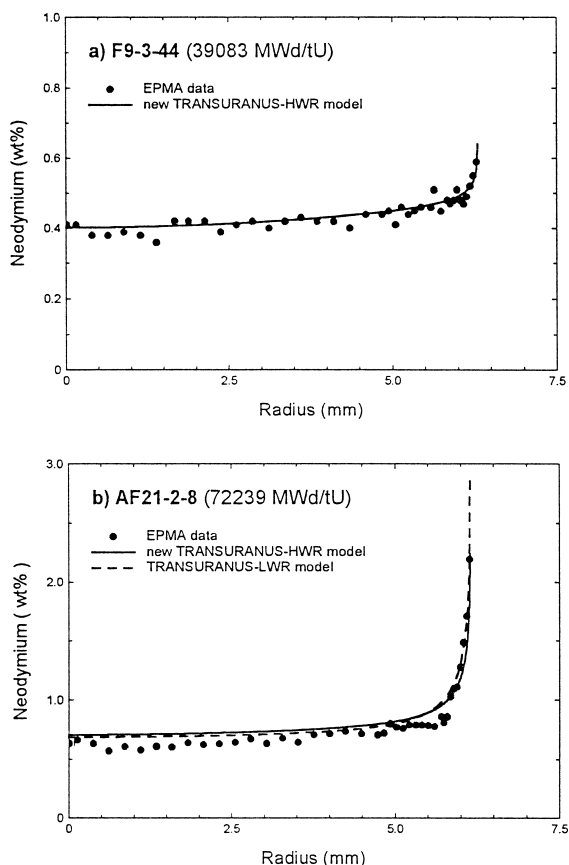 1.0
a) F9-3-44 (39083 MWd/tU)
EPMA data
new TRANSURANUS-HWR model
0.8
0.6
0.4
0.2
0
Neodymium (wt%)
0 2.5 5.0 7.5
Radius (mm)
3.0
b) AF21-2-8 (72239 MWd/tU)
EPMA data
new TRANSURANUS-HWR model
TRANSURANUS-LWR model
2.0
1.0
0
Neodymium ( wt% )
0 2.5 5.0 7.5
Radius (mm)